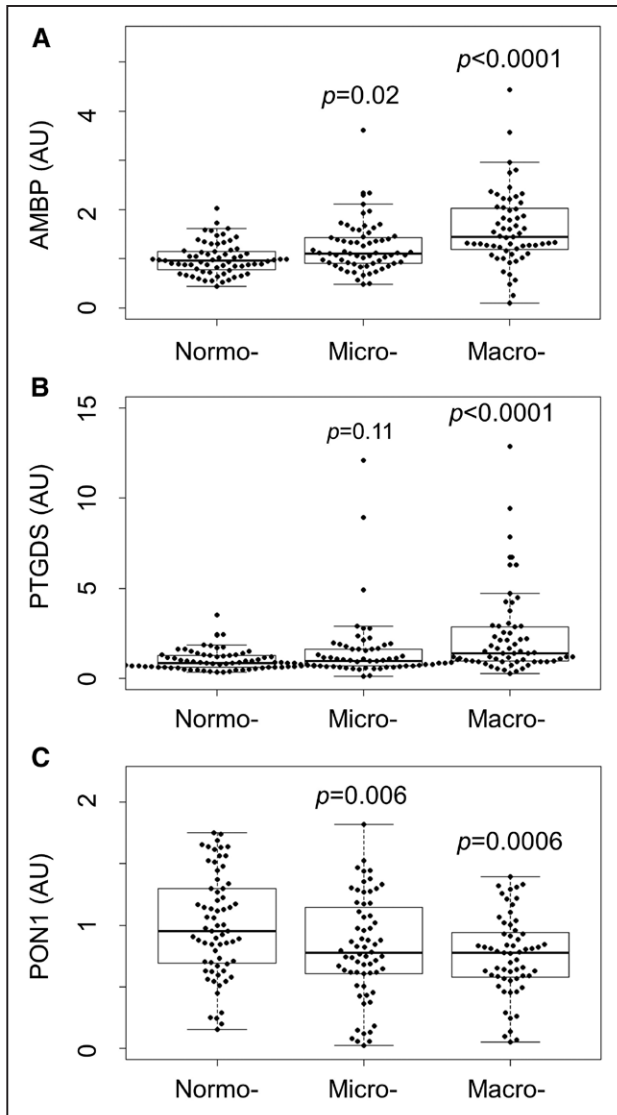 A
AMBP (AU)
4
2
0
p=0.02
p<0.0001
Normo-
Micro-
Macro-
B
PTGDS (AU)
15
10
5
0
p=0.11
p<0.0001
Normo-
Micro-
Macro-
C
PON1 (AU)
2
1
0
p=0.006
p=0.0006
Normo-
Micro-
Macro-